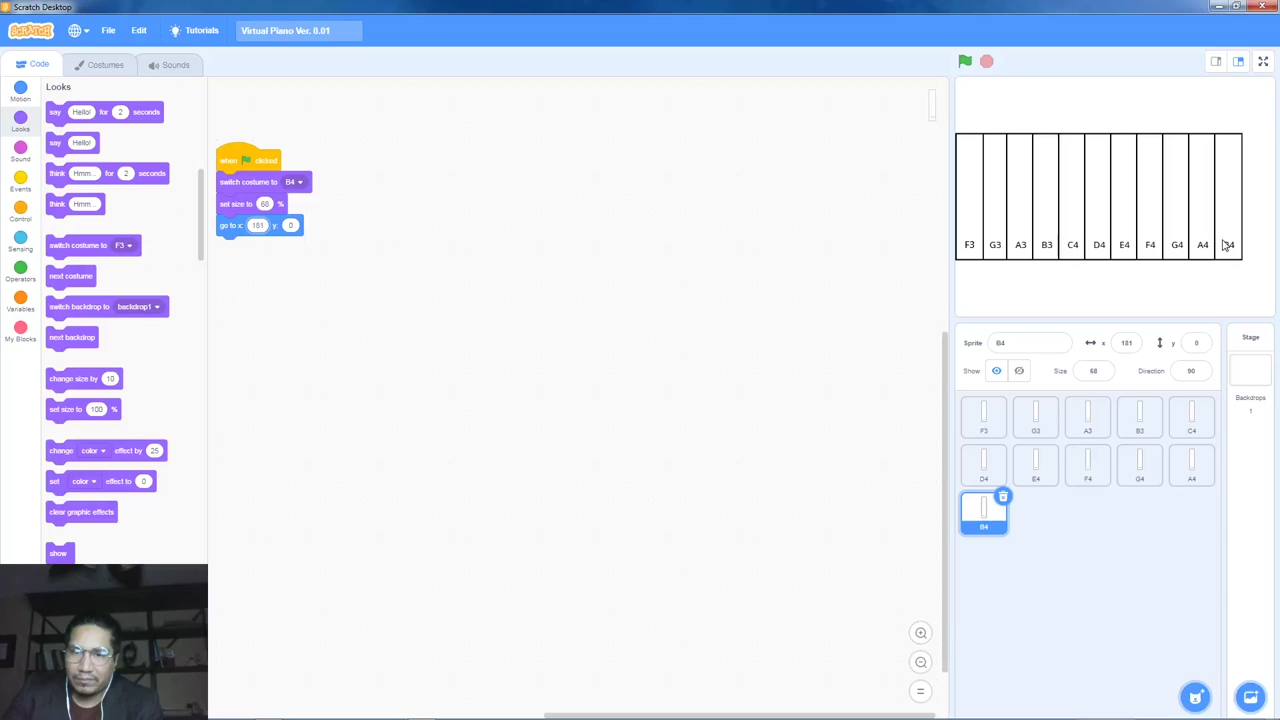 Scratch Desktop
SCRATCH
File
Edit
Tutorials
Virtual Piano Ver. 0.01
Code
Costumes
Sounds
Motion
Looks
Sound
Events
Control
Sensing
Operators
Variables
My Blocks
Looks
say Hello! for 2 seconds
say Hello!
think Hmm... for 2 seconds
think Hmm...
switch costume to F3
next costume
switch backdrop to backdrop1
next backdrop
change size by 10
set size to 100 %
change color effect by 25
set color effect to 0
clear graphic effects
show
when clicked
switch costume to B4
set size to 68 %
go to x: 181 y: 0
F3 G3 A3 B3 C4 D4 E4 F4 G4 A4
Sprite B4 x 181 y 0
Show Size 68 Direction 90
F3 G3 A3 B3 C4
D4 E4 F4 G4 A4
B4
Stage
Backdrops
1